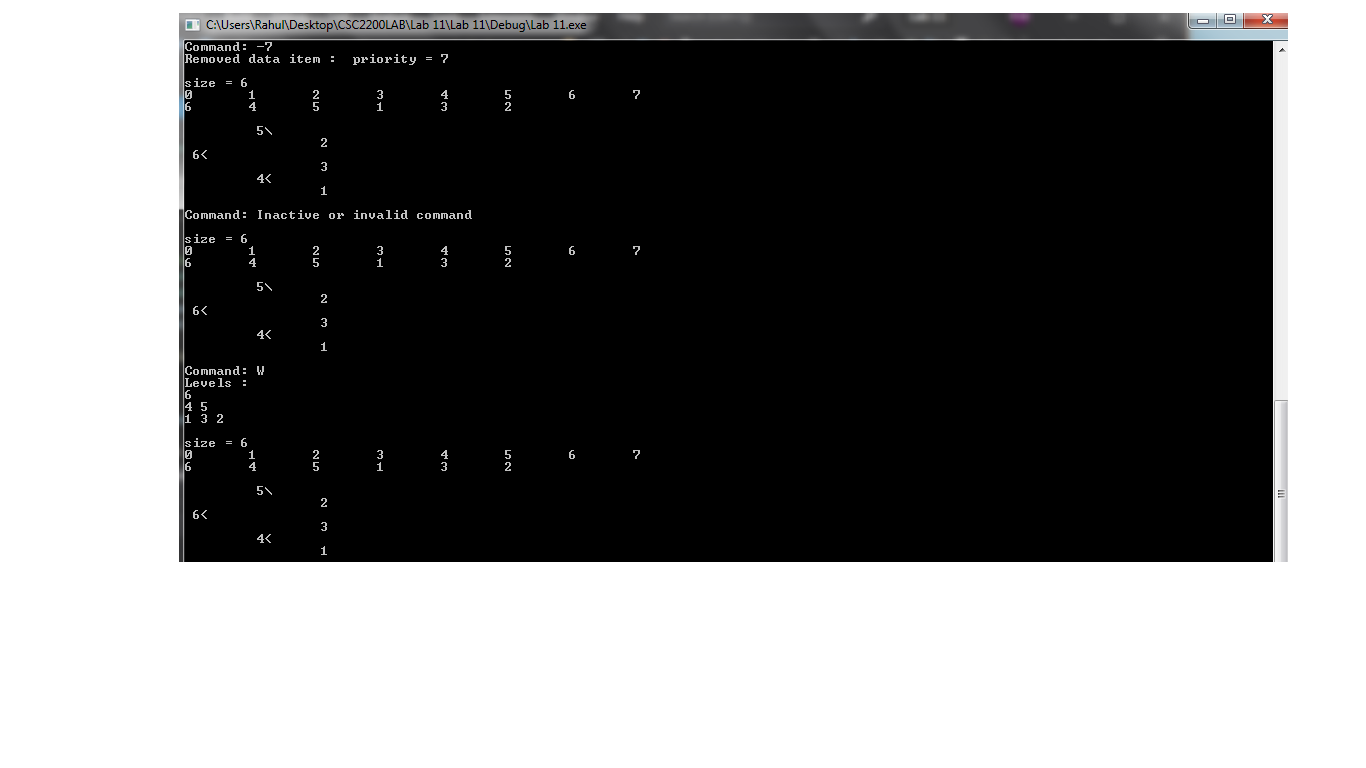 C:\Users\Rahul\Desktop\CSC2200LAB\Lab 11\Lab 11\Debug\Lab 11.exe
Command: -7
Removed data item :  priority = 7
size = 6
0 1 2 3 4 5 6 7
6 4 5 1 3 2
5\
2
6<
3
4<
1
Command: Inactive or invalid command
size = 6
0 1 2 3 4 5 6 7
6 4 5 1 3 2
5\
2
6<
3
4<
1
Command: W
Levels :
6
4 5
1 3 2
size = 6
0 1 2 3 4 5 6 7
6 4 5 1 3 2
5\
2
6<
3
4<
1